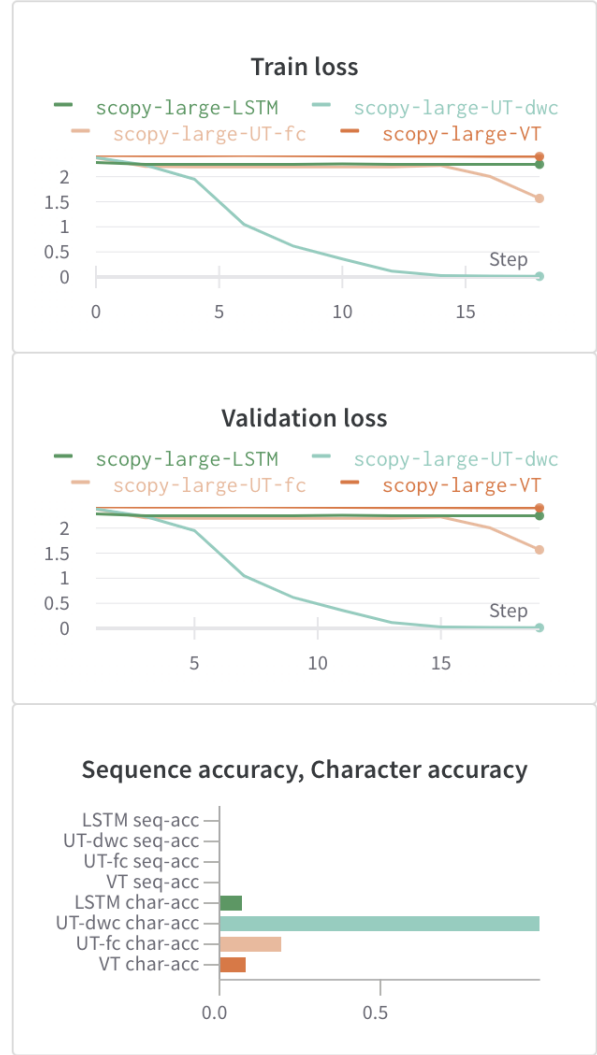 Train loss
scopy-large-LSTM scopy-large-UT-dwc
scopy-large-UT-fc scopy-large-VT
2
1.5
1
0.5
0
Step
0 5 10 15
Validation loss
scopy-large-LSTM scopy-large-UT-dwc
scopy-large-UT-fc scopy-large-VT
2
1.5
1
0.5
0
Step
5 10 15
Sequence accuracy, Character accuracy
LSTM seq-acc
UT-dwc seq-acc
UT-fc seq-acc
VT seq-acc
LSTM char-acc
UT-dwc char-acc
UT-fc char-acc
VT char-acc
0.0 0.5